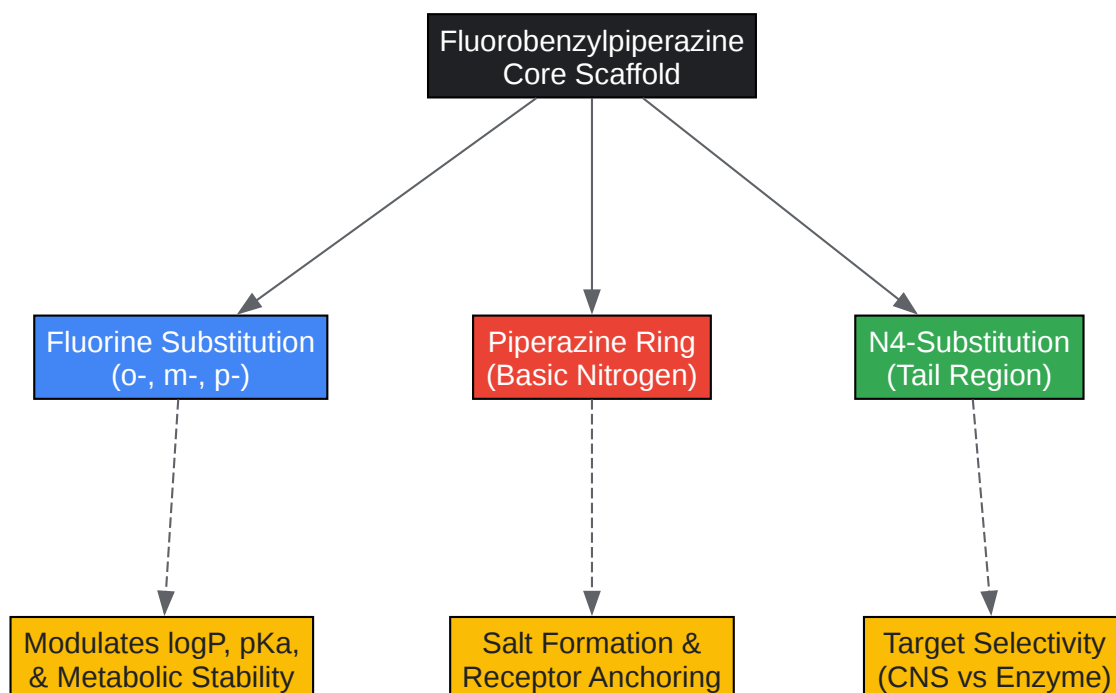 Fluorobenzylpiperazine
Core Scaffold
Fluorine Substitution
(o-, m-, p-)
Piperazine Ring
(Basic Nitrogen)
N4-Substitution
(Tail Region)
Modulates logP, pKa,
& Metabolic Stability
Salt Formation &
Receptor Anchoring
Target Selectivity
(CNS vs Enzyme)